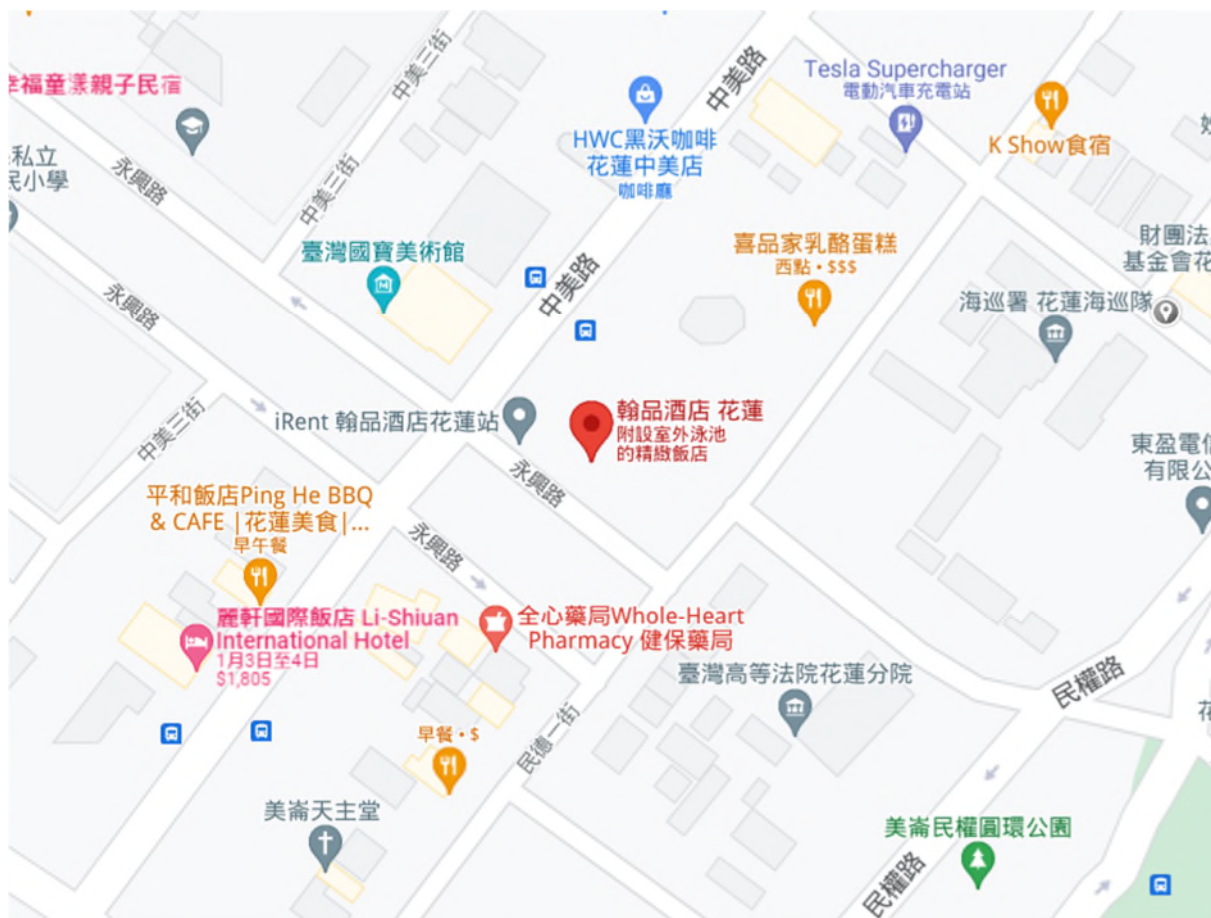 中美三街
中美路
Tesla Supercharger
電動汽車充電站
幸福童漾親子民宿
HWC黑沃咖啡
花蓮中美店
咖啡廳
K Show食宿
私立
民小學
永興路
中美三街
臺灣國寶美術館
喜品家乳酪蛋糕
西點・$$$
財團法
基金會花
中美路
海巡署 花蓮海巡隊
永興路
iRent 翰品酒店花蓮站
翰品酒店 花蓮
附設室外泳池
的精緻飯店
中美三街
東盈電信
有限公
永興路
平和飯店Ping He BBQ
& CAFE |花蓮美食|...
早午餐
永興路
麗軒國際飯店 Li-Shiuan
International Hotel
1月3日至4日
$1,805
全心藥局Whole-Heart
Pharmacy 健保藥局
臺灣高等法院花蓮分院
民權路
花
早餐・$
民德一街
美崙天主堂
美崙民權圓環公園
民權路